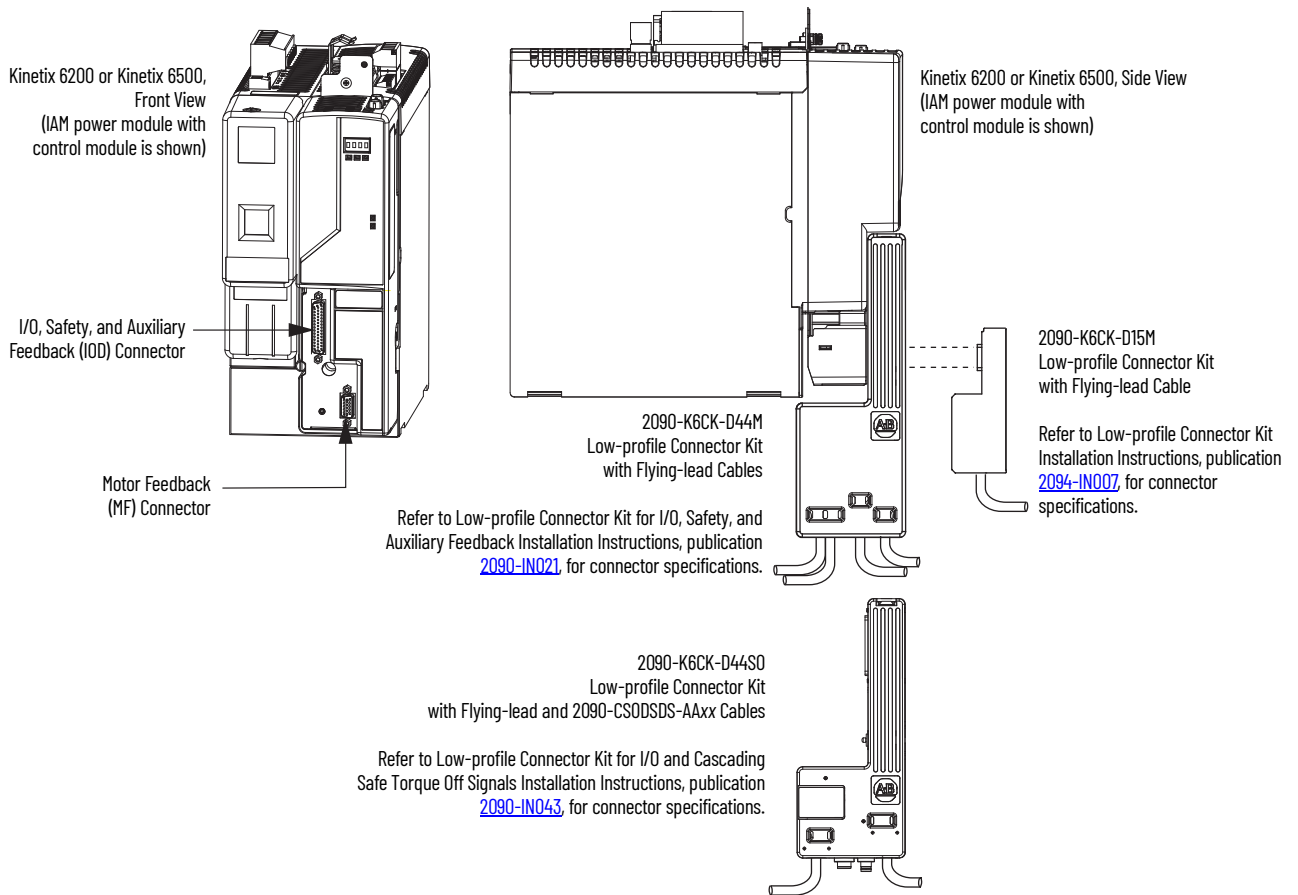 Kinetix 6200 or Kinetix 6500,
Front View
(IAM power module with
control module is shown)
Kinetix 6200 or Kinetix 6500, Side View
(IAM power module with
control module is shown)
I/O, Safety, and Auxiliary
Feedback (IOD) Connector
Motor Feedback
(MF) Connector
2090-K6CK-D15M
Low-profile Connector Kit
with Flying-lead Cable
Refer to Low-profile Connector Kit
Installation Instructions, publication
2094-IN007, for connector
specifications.
2090-K6CK-D44M
Low-profile Connector Kit
with Flying-lead Cables
Refer to Low-profile Connector Kit for I/O, Safety, and
Auxiliary Feedback Installation Instructions, publication
2090-IN021, for connector specifications.
AB
2090-K6CK-D44S0
Low-profile Connector Kit
with Flying-lead and 2090-CS0DSDS-AAxx Cables
Refer to Low-profile Connector Kit for I/O and Cascading
Safe Torque Off Signals Installation Instructions, publication
2090-IN043, for connector specifications.
AB